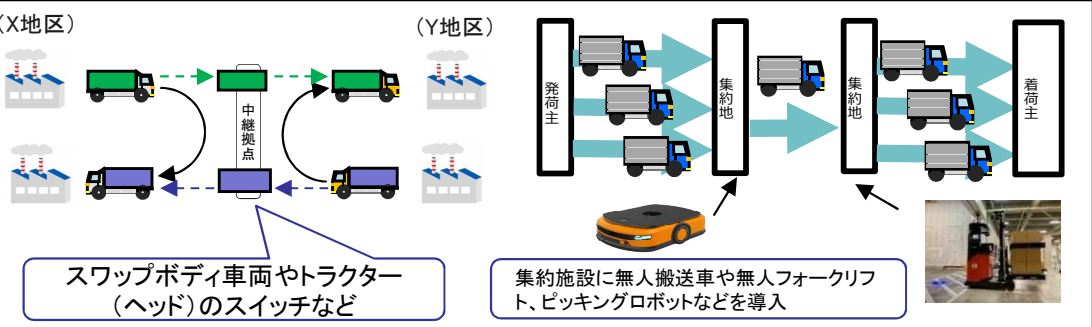 (X地区)
(Y地区)
中継拠点
スワップボディ車両やトラクター
(ヘッド)のスイッチなど
発荷主
集約地
集約地
着荷主
集約施設に無人搬送車や無人フォークリフ
ト、ピッキングロボットなどを導入